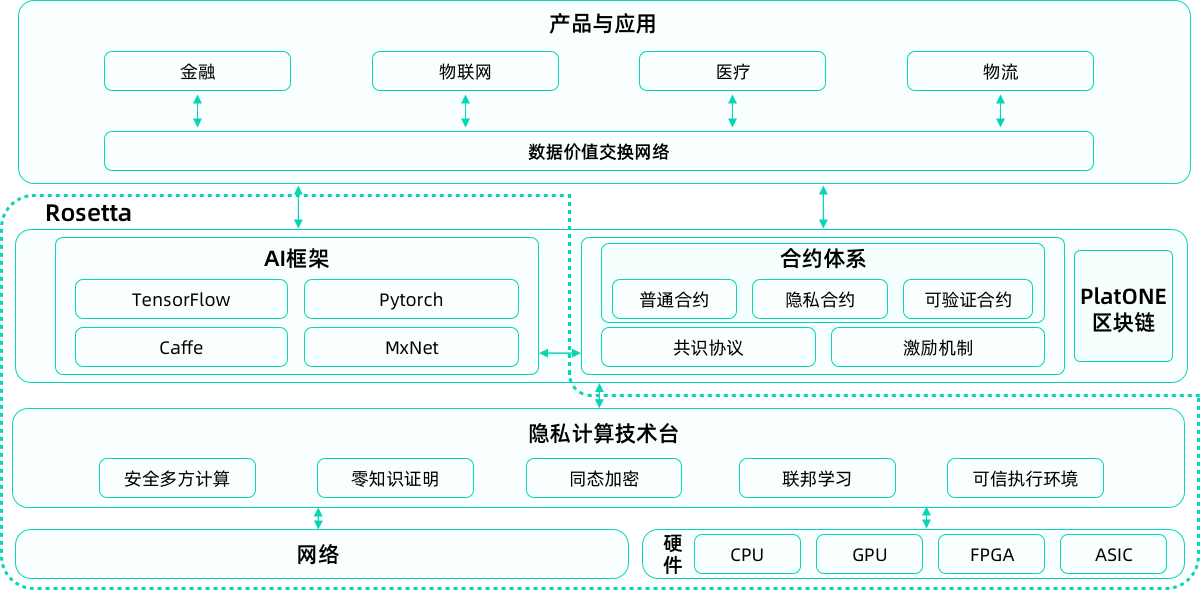 产品与应用
金融
物联网
医疗
物流
数据价值交换网络
Rosetta
AI框架
TensorFlow
Pytorch
Caffe
MxNet
合约体系
普通合约
隐私合约
可验证合约
共识协议
激励机制
PlatONE
区块链
隐私计算技术台
安全多方计算
零知识证明
同态加密
联邦学习
可信执行环境
网络
硬
件
CPU
GPU
FPGA
ASIC